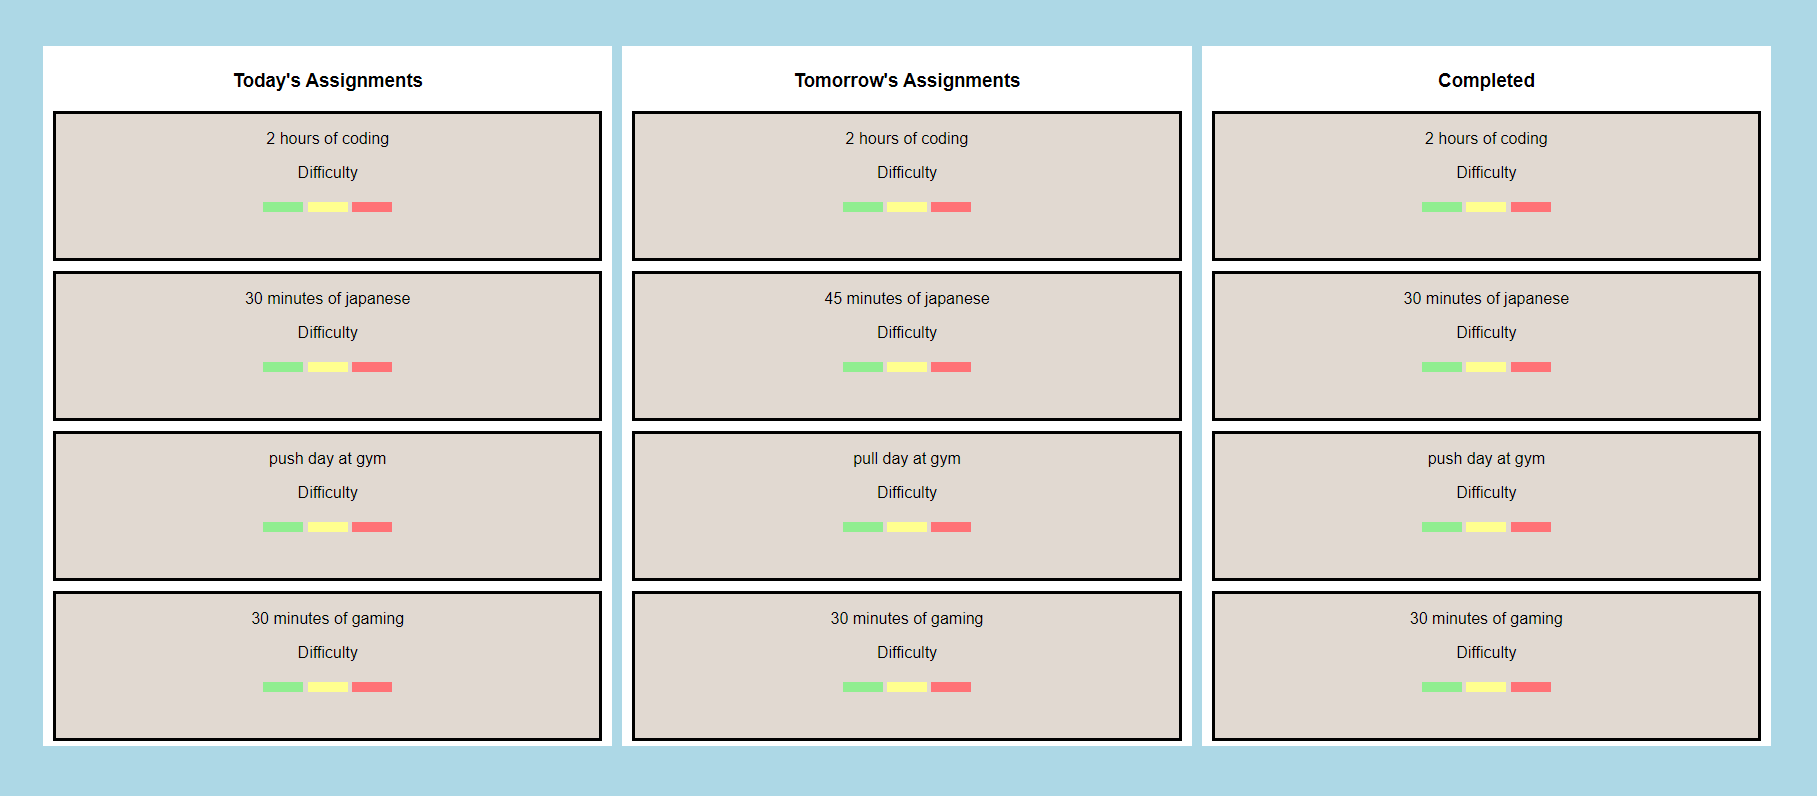 Today's Assignments
2 hours of coding
Difficulty
30 minutes of japanese
Difficulty
push day at gym
Difficulty
30 minutes of gaming
Difficulty
Tomorrow's Assignments
2 hours of coding
Difficulty
45 minutes of japanese
Difficulty
pull day at gym
Difficulty
30 minutes of gaming
Difficulty
Completed
2 hours of coding
Difficulty
30 minutes of japanese
Difficulty
push day at gym
Difficulty
30 minutes of gaming
Difficulty